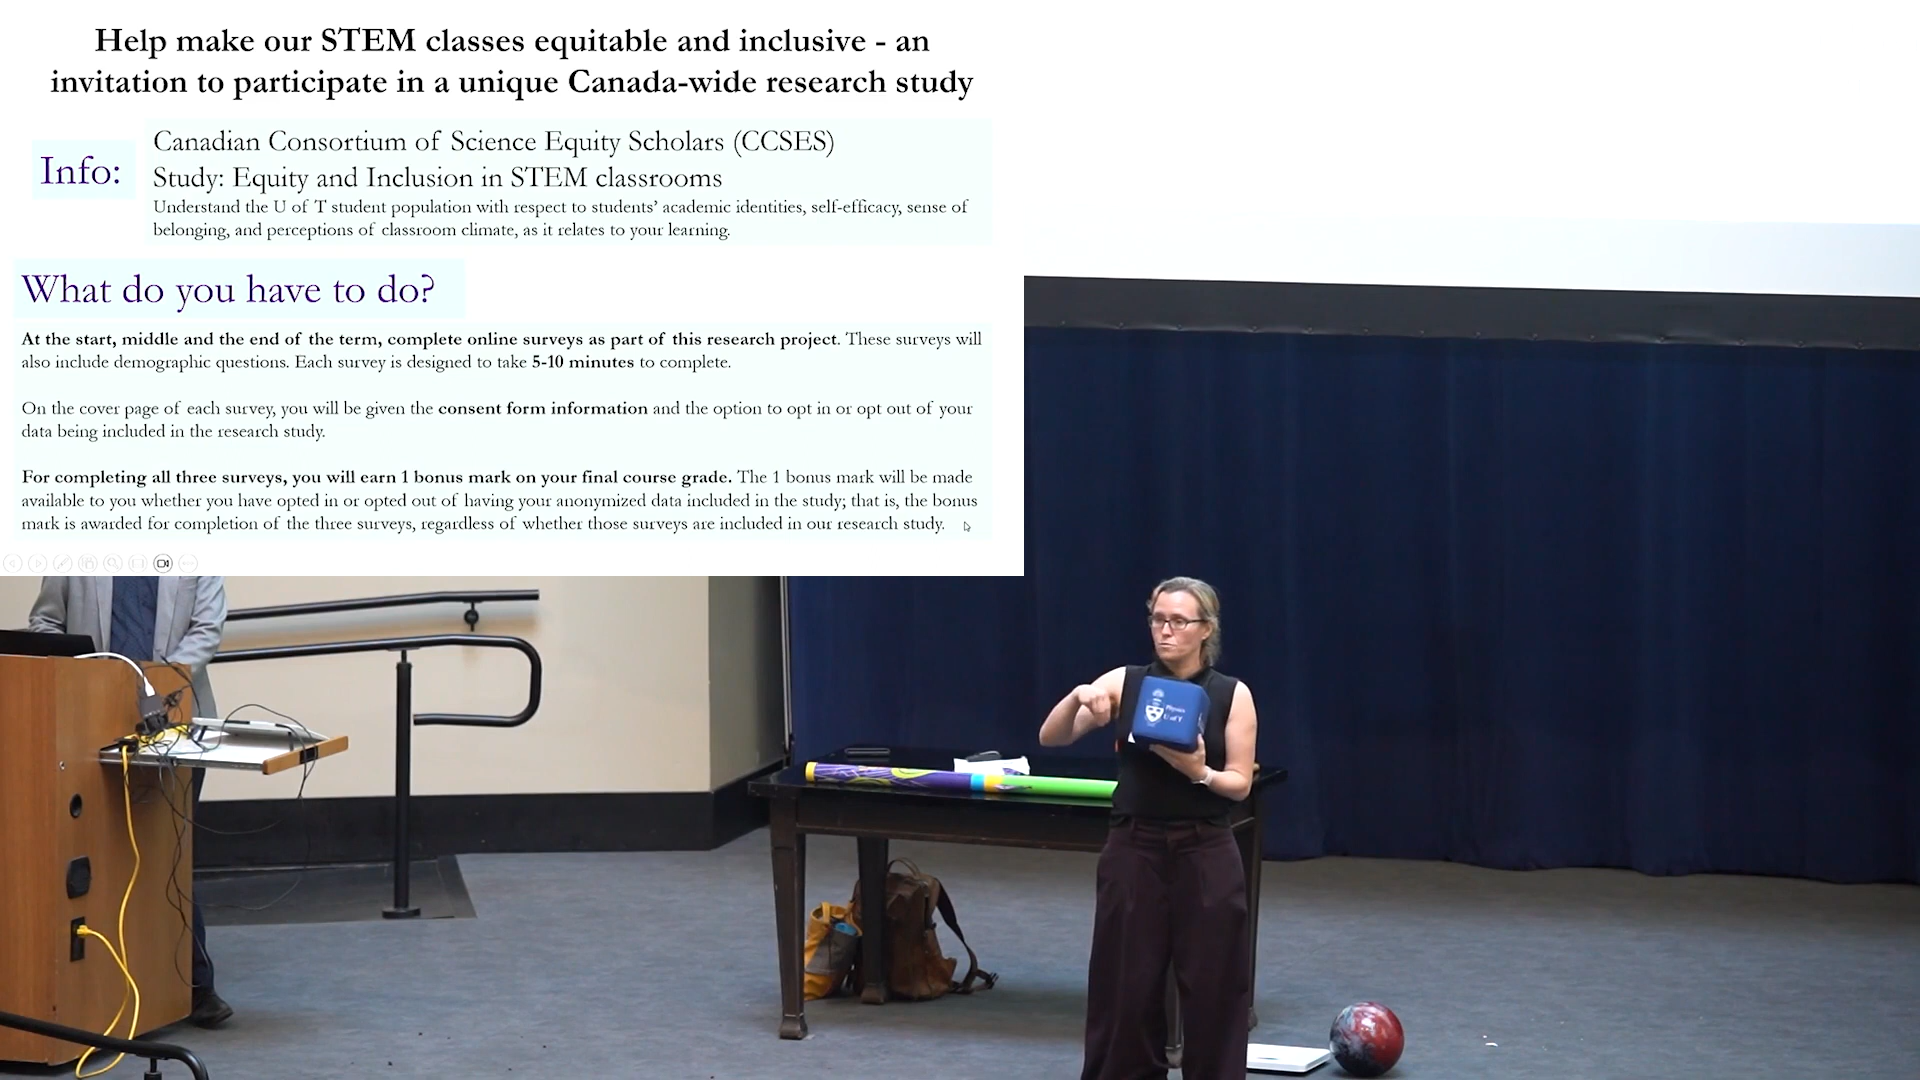 Help make our STEM classes equitable and inclusive - an
invitation to participate in a unique Canada-wide research study
Info:
Canadian Consortium of Science Equity Scholars (CCSES)
Study: Equity and Inclusion in STEM classrooms
Understand the U of T student population with respect to students’ academic identities, self-efficacy, sense of
belonging, and perceptions of classroom climate, as it relates to your learning.
What do you have to do?
At the start, middle and the end of the term, complete online surveys as part of this research project. These surveys will
also include demographic questions. Each survey is designed to take 5-10 minutes to complete.
On the cover page of each survey, you will be given the consent form information and the option to opt in or opt out of your
data being included in the research study.
For completing all three surveys, you will earn 1 bonus mark on your final course grade. The 1 bonus mark will be made
available to you whether you have opted in or opted out of having your anonymized data included in the study; that is, the bonus
mark is awarded for completion of the three surveys, regardless of whether those surveys are included in our research study.
Physics
U of T